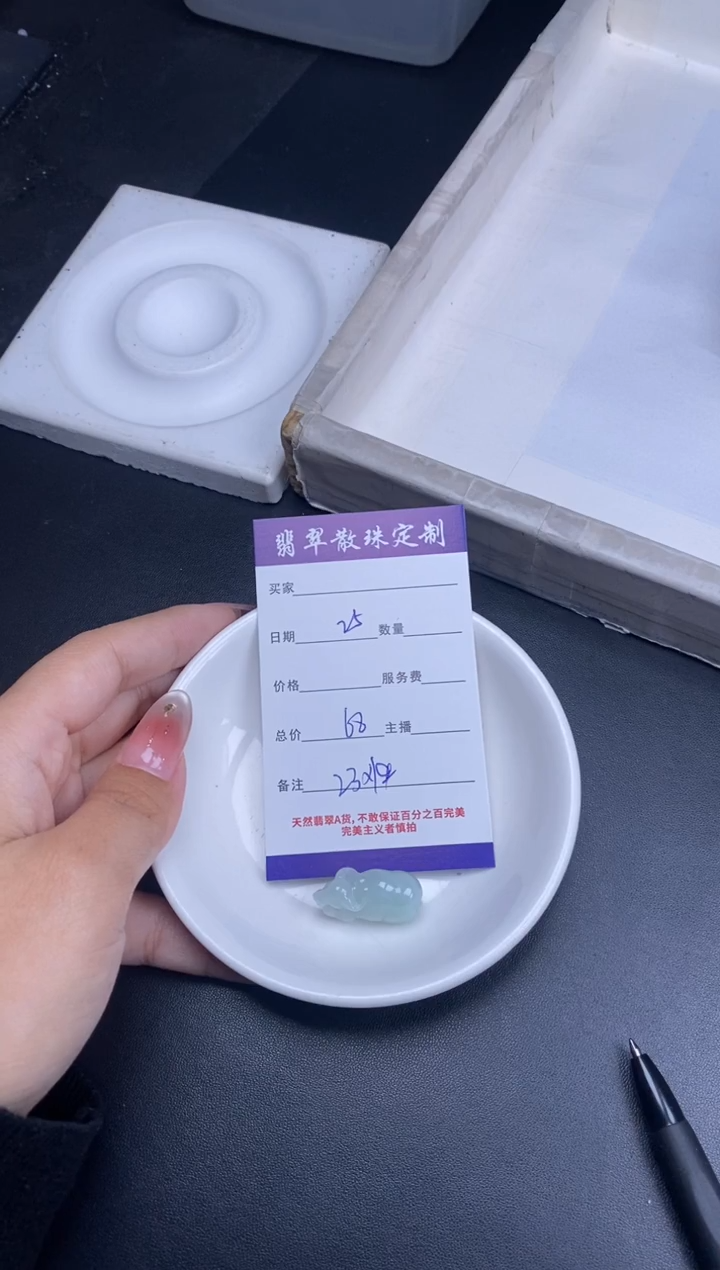 翡翠散珠定制
买家
日期 25 数量
价格 服务费
总价 68 主播
备注
天然翡翠A货，不敢保证百分之百完美
完美主义者慎拍